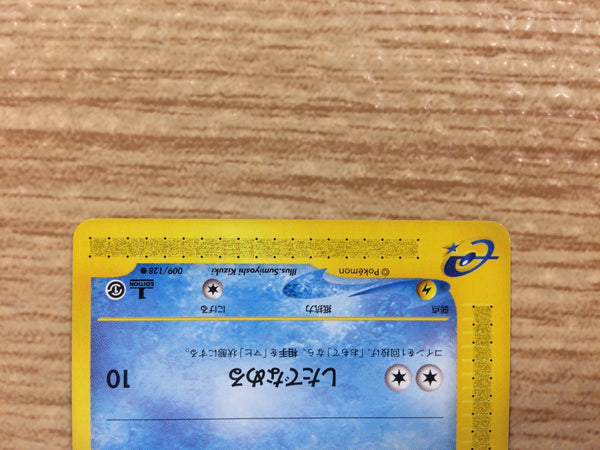 したでなめる 10
コインを1回投げ、「おもて」なら、相手を「マヒ」状態にする。
弱点 抵抗力 にげる
1 EDITION
©Pokémon Illus.Sumiyoshi Kizuki 009/128●
e